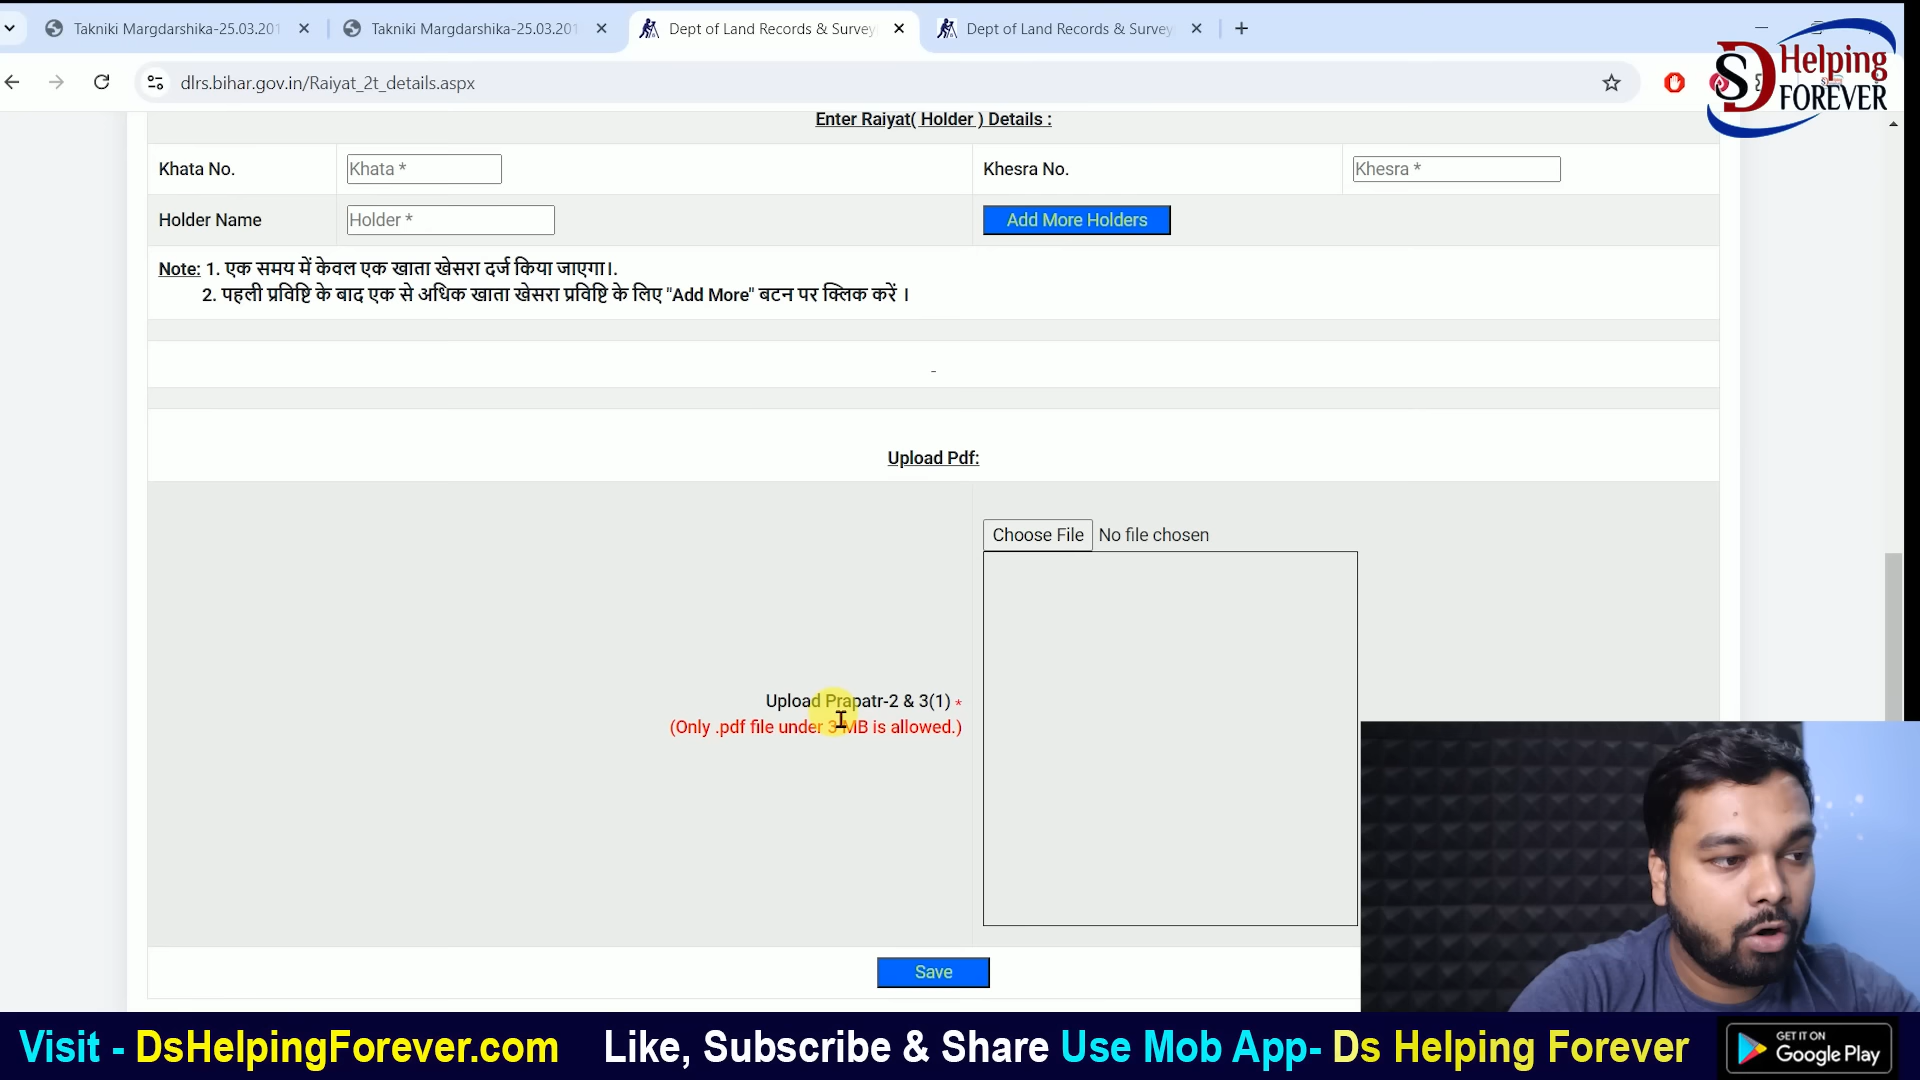 Takniki Margdarshika-25.03.201
Takniki Margdarshika-25.03.201
Dept of Land Records & Survey
Dept of Land Records & Survey
dlrs.bihar.gov.in/Raiyat_2t_details.aspx
SD Helping FOREVER
Enter Raiyat( Holder ) Details :
Khata No. Khata * Khesra No. Khesra *
Holder Name Holder * Add More Holders
Note: 1. एक समय में केवल एक खाता खेसरा दर्ज किया जाएगा।.
2. पहली प्रविष्टि के बाद एक से अधिक खाता खेसरा प्रविष्टि के लिए "Add More" बटन पर क्लिक करें ।
-
Upload Pdf:
Choose File No file chosen
Upload Prapatr-2 & 3(1) *
(Only .pdf file under 3 MB is allowed.)
Save
Visit - DsHelpingForever.com Like, Subscribe & Share Use Mob App- Ds Helping Forever
GET IT ON
Google Play